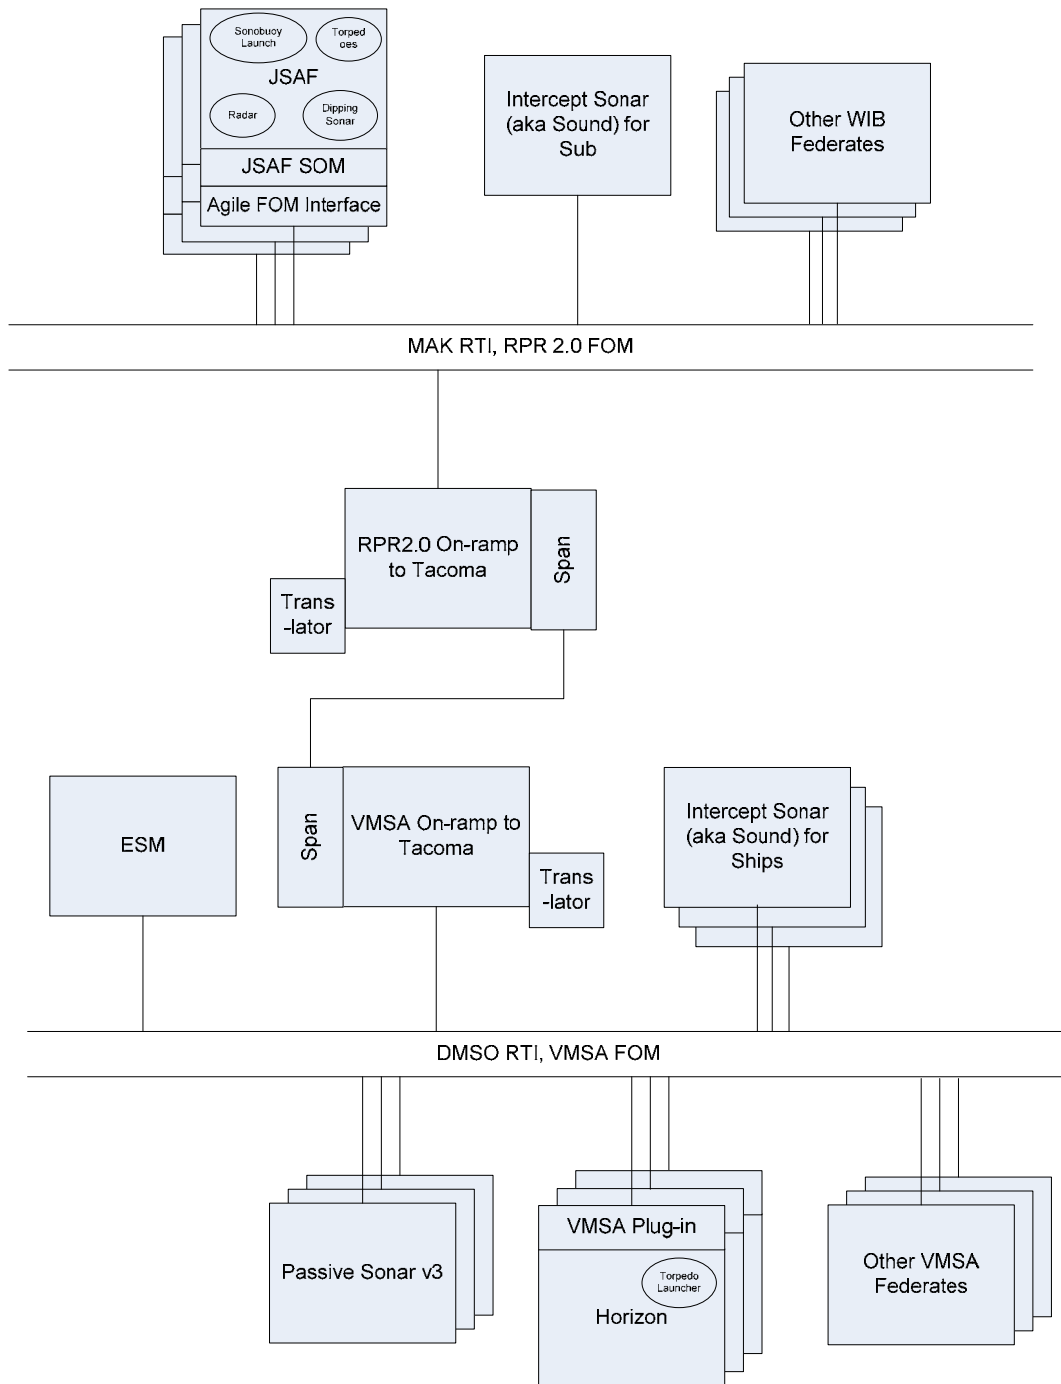 Sonobuoy
Launch
Torped
oes
JSAF
Radar
Dipping
Sonar
JSAF SOM
Agile FOM Interface
Intercept Sonar
(aka Sound) for
Sub
Other WIB
Federates
MAK RTI, RPR 2.0 FOM
RPR2.0 On-ramp
to Tacoma
Span
Trans
-lator
ESM
Span
VMSA On-ramp to
Tacoma
Trans
-lator
Intercept Sonar
(aka Sound) for
Ships
DMSO RTI, VMSA FOM
Passive Sonar v3
VMSA Plug-in
Torpedo
Launcher
Horizon
Other VMSA
Federates